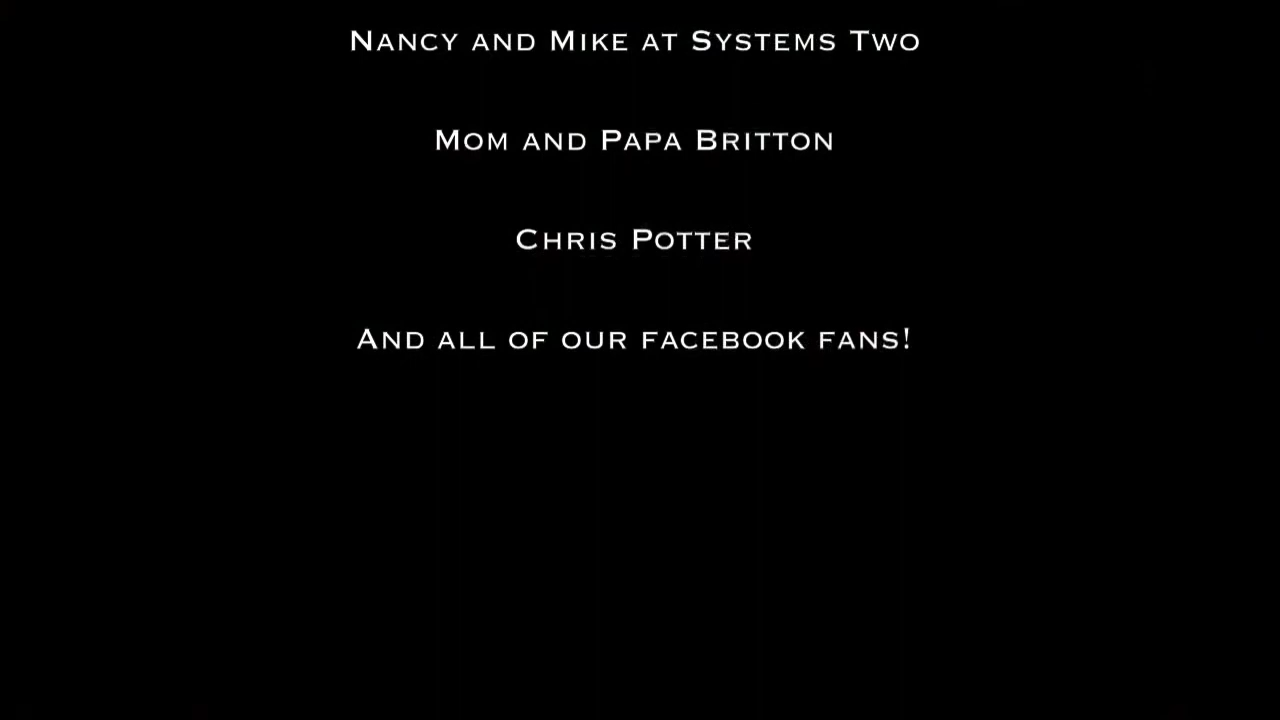 Nancy and Mike at Systems Two
Mom and Papa Britton
Chris Potter
And all of our facebook fans!